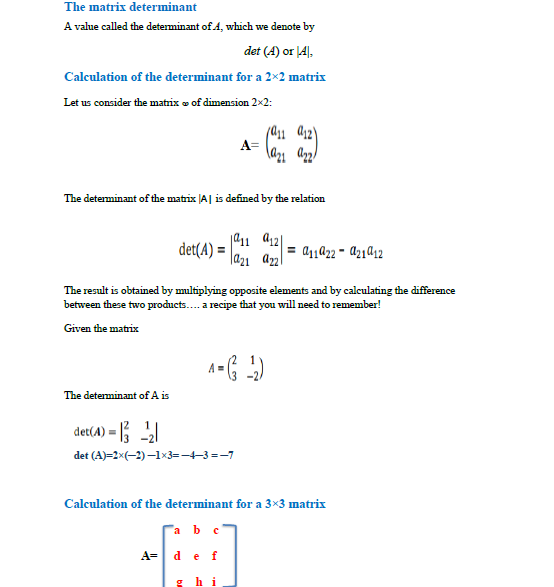 The matrix determinant
A value called the determinant of A, which we denote by
det (A) or |A|,
Calculation of the determinant for a 2×2 matrix
Let us consider the matrix of dimension 2×2:
A= (a11 a12
a21 a22)
The determinant of the matrix |A| is defined by the relation
det(A) = |a11 a12
a21 a22| = a11a22 - a21a12
The result is obtained by multiplying opposite elements and by calculating the difference
between these two products.... a recipe that you will need to remember!
Given the matrix
A = (2 1
3 −2)
The determinant of A is
det(A) = |2 1
3 −2|
det (A)=2×(−2)−1×3=−4−3=−7
Calculation of the determinant for a 3×3 matrix
A= [a b c
d e f
g h i]